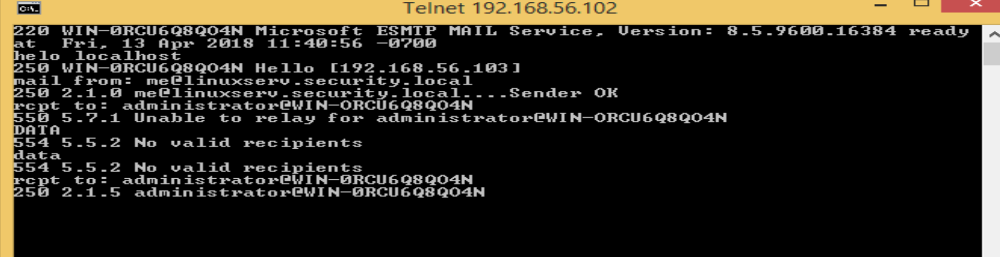 C:\.
Telnet 192.168.56.102
220 WIN-0RCU6Q8QO4N Microsoft ESMTP MAIL Service, Version: 8.5.9600.16384 ready
at  Fri, 13 Apr 2018 11:40:56 -0700
helo localhost
250 WIN-0RCU6Q8QO4N Hello [192.168.56.103]
mail from: me@linuxserv.security.local
250 2.1.0 me@linuxserv.security.local....Sender OK
rcpt to: administrator@WIN-ORCU6Q8QO4N
550 5.7.1 Unable to relay for administrator@WIN-ORCU6Q8QO4N
DATA
554 5.5.2 No valid recipients
data
554 5.5.2 No valid recipients
rcpt to: administrator@WIN-0RCU6Q8QO4N
250 2.1.5 administrator@WIN-0RCU6Q8QO4N